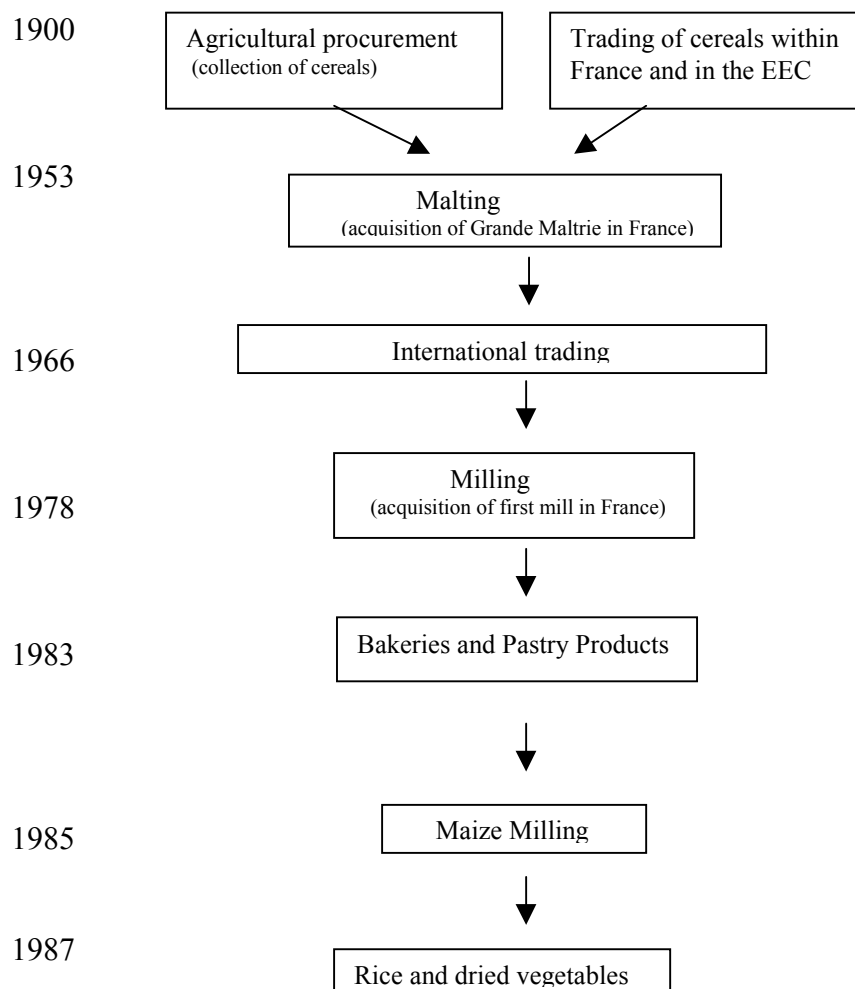 1900
Agricultural procurement
(collection of cereals)
Trading of cereals within
France and in the EEC
1953
Malting
(acquisition of Grande Maltrie in France)
1966
International trading
1978
Milling
(acquisition of first mill in France)
1983
Bakeries and Pastry Products
1985
Maize Milling
1987
Rice and dried vegetables